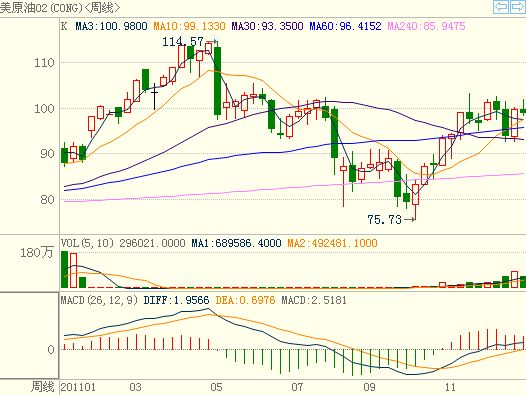 美原油02(CONG)<周线>
K MA3:100.9800 MA10:99.1330 MA30:93.3500 MA60:96.4152 MA240:85.9475
114.57
110
100
90
80
75.73
VOL(5,10) 296021.0000 MA1:689586.4000 MA2:492481.1000
180万
MACD(26,12,9) DIFF:1.9566 DEA:0.6976 MACD:2.5181
0
周线 201101 03 05 07 09 11